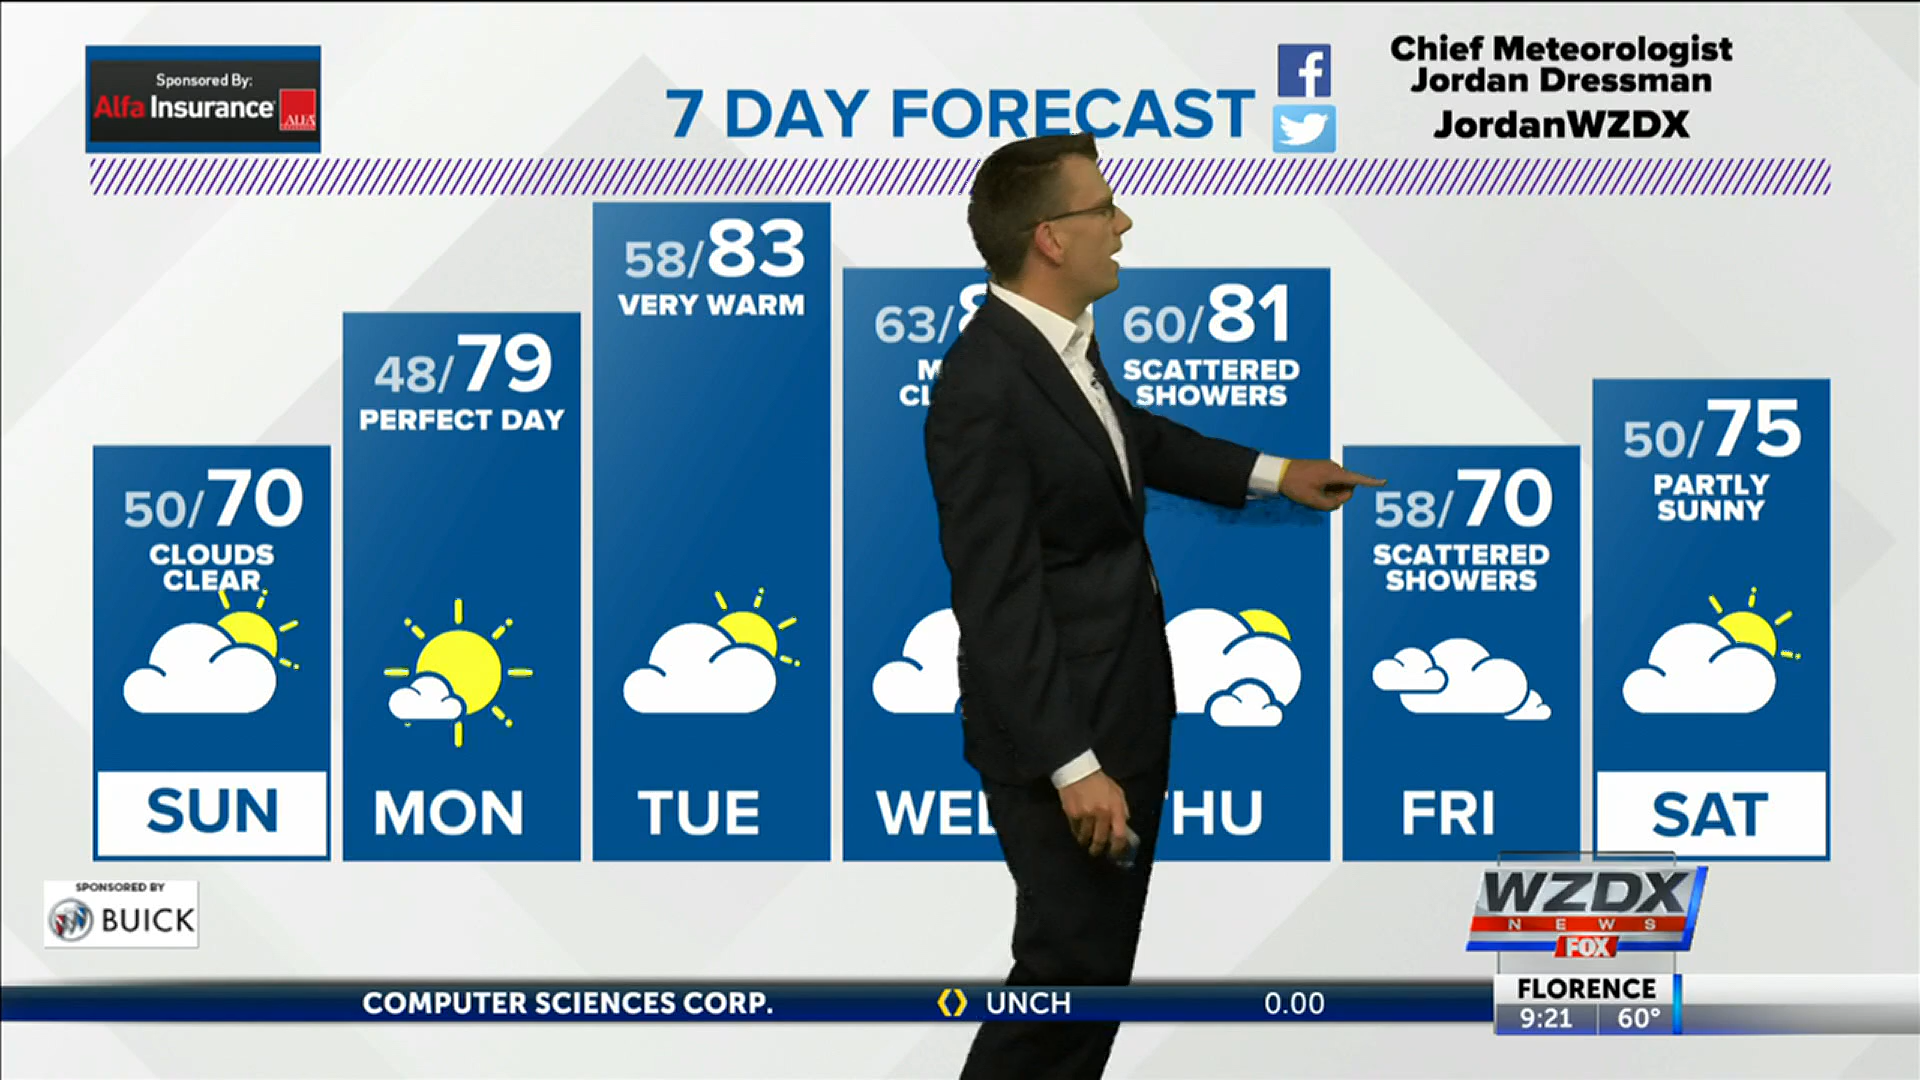 Sponsored By:
Alfa Insurance
ALFA
7 DAY FORECAST
Chief Meteorologist
Jordan Dressman
JordanWZDX
50/70
CLOUDS
CLEAR
SUN
48/79
PERFECT DAY
MON
58/83
VERY WARM
TUE
63/
60/81
SCATTERED
SHOWERS
58/70
SCATTERED
SHOWERS
FRI
50/75
PARTLY
SUNNY
SAT
SPONSORED BY
BUICK
WZDX
NEWS
FOX
COMPUTER SCIENCES CORP. UNCH 0.00
FLORENCE
9:21 60°